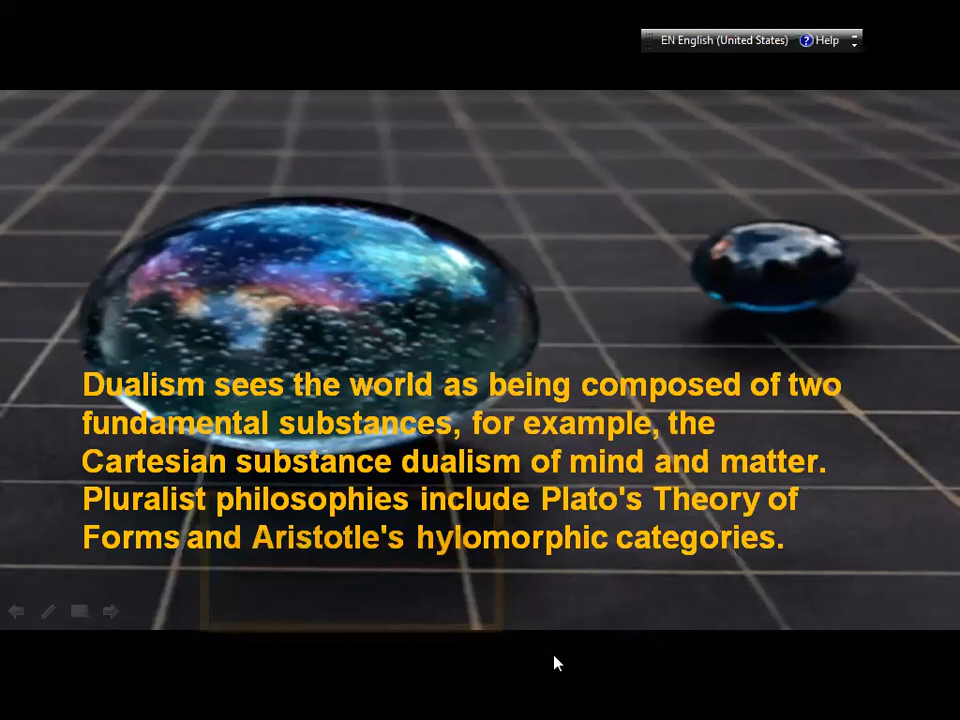 EN English (United States) ? Help
Dualism sees the world as being composed of two
fundamental substances, for example, the
Cartesian substance dualism of mind and matter.
Pluralist philosophies include Plato's Theory of
Forms and Aristotle's hylomorphic categories.